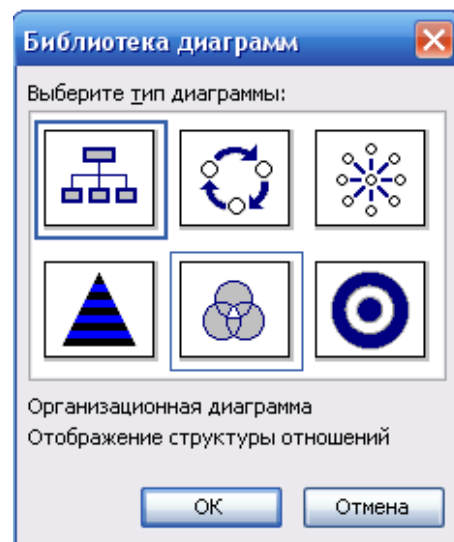 Библиотека диаграмм
Выберите тип диаграммы:
Организационная диаграмма
Отображение структуры отношений
ОК
Отмена